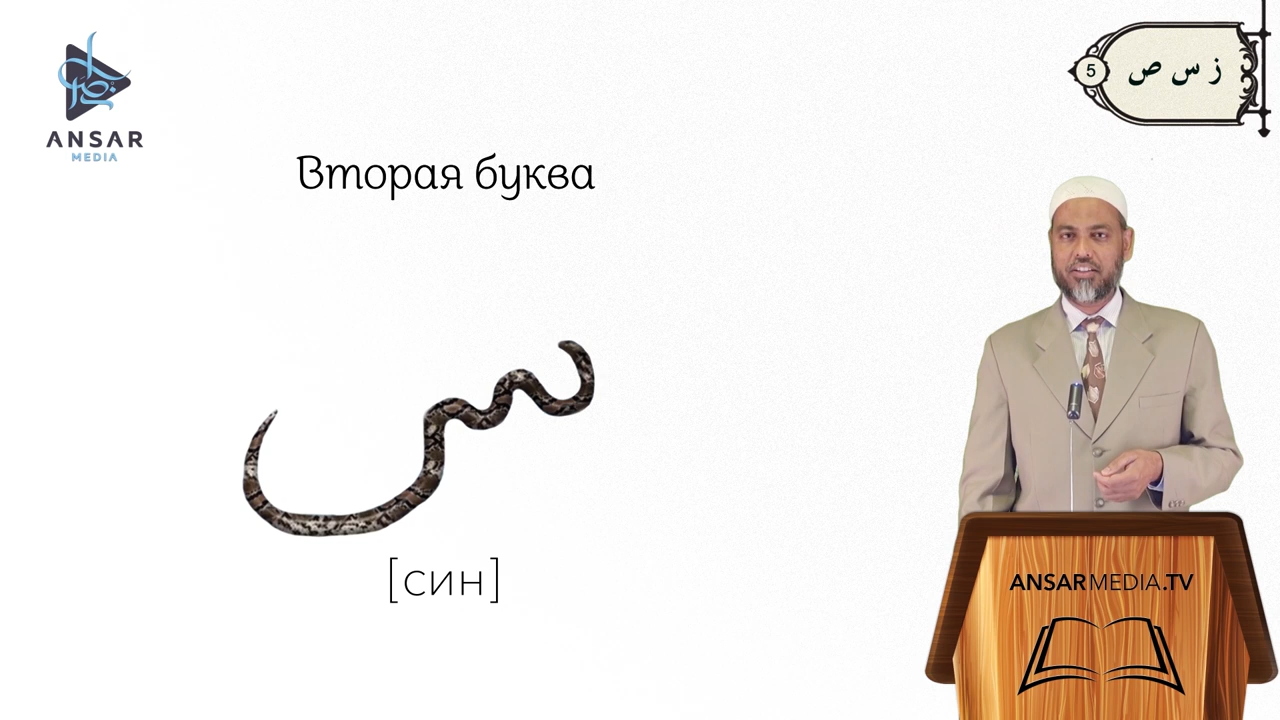 ANSAR
MEDIA
5
ز س ص
Вторая буква
[син]
ANSARMEDIA.TV